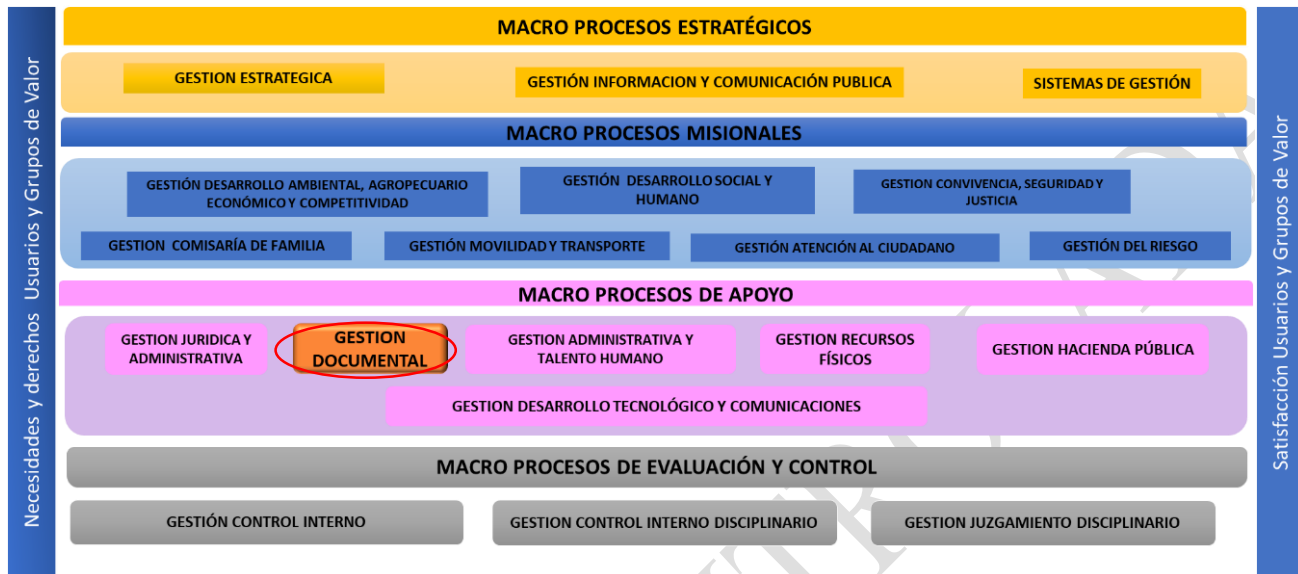 Necesidades y derechos Usuarios y Grupos de Valor
MACRO PROCESOS ESTRATÉGICOS
GESTION ESTRATEGICA
GESTIÓN INFORMACION Y COMUNICACIÓN PUBLICA
SISTEMAS DE GESTIÓN
MACRO PROCESOS MISIONALES
GESTIÓN DESARROLLO AMBIENTAL, AGROPECUARIO
ECONÓMICO Y COMPETITIVIDAD
GESTIÓN DESARROLLO SOCIAL Y
HUMANO
GESTION CONVIVENCIA, SEGURIDAD Y
JUSTICIA
GESTION COMISARÍA DE FAMILIA
GESTIÓN MOVILIDAD Y TRANSPORTE
GESTIÓN ATENCIÓN AL CIUDADANO
GESTIÓN DEL RIESGO
MACRO PROCESOS DE APOYO
GESTION JURIDICA Y
ADMINISTRATIVA
GESTION
DOCUMENTAL
GESTION ADMINISTRATIVA Y
TALENTO HUMANO
GESTION RECURSOS
FÍSICOS
GESTION HACIENDA PÚBLICA
GESTION DESARROLLO TECNOLÓGICO Y COMUNICACIONES
MACRO PROCESOS DE EVALUACIÓN Y CONTROL
GESTIÓN CONTROL INTERNO
GESTION CONTROL INTERNO DISCIPLINARIO
GESTION JUZGAMIENTO DISCIPLINARIO
Satisfacción Usuarios y Grupos de Valor